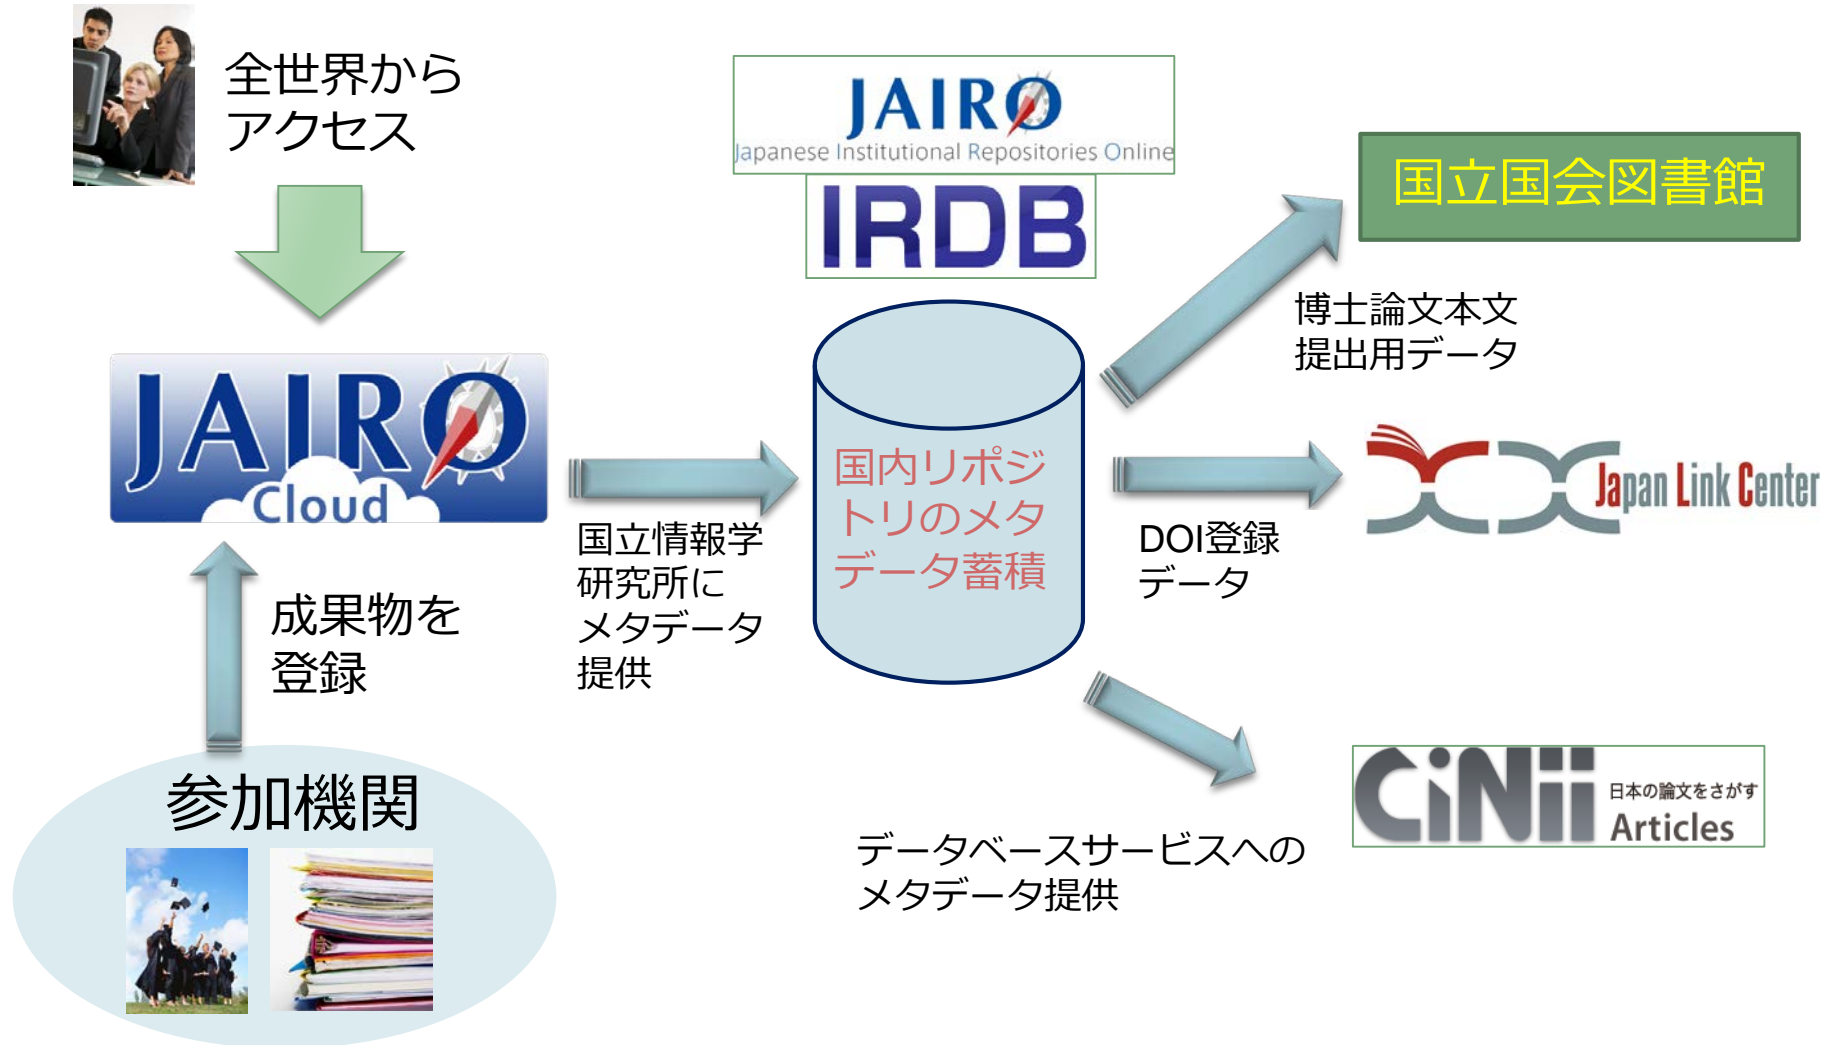 全世界から
アクセス
JAIRO
Japanese Institutional Repositories Online
IRDB
国立国会図書館
博士論文本文
提出用データ
JAIRO
Cloud
国内リポジ
トリのメタ
データ蓄積
Japan Link Center
国立情報学
研究所に
メタデータ
提供
DOI登録
データ
成果物を
登録
参加機関
CiNii
日本の論文をさがす
Articles
データベースサービスへの
メタデータ提供